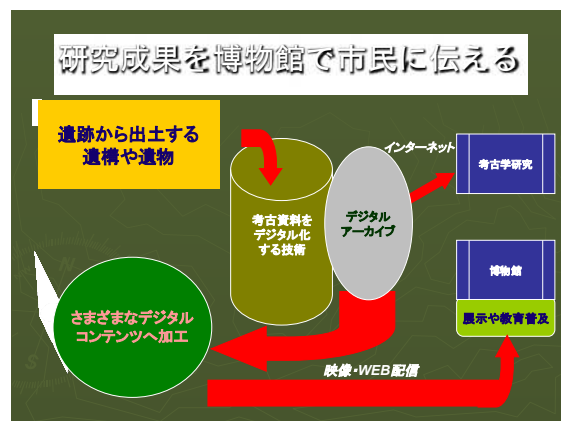 研究成果を博物館で市民に伝える
遺跡から出土する
遺構や遺物
インターネット
考古学研究
考古資料を
デジタル化
する技術
デジタル
アーカイブ
博物館
展示や教育普及
さまざまなデジタル
コンテンツへ加工
映像・WEB配信
N
S